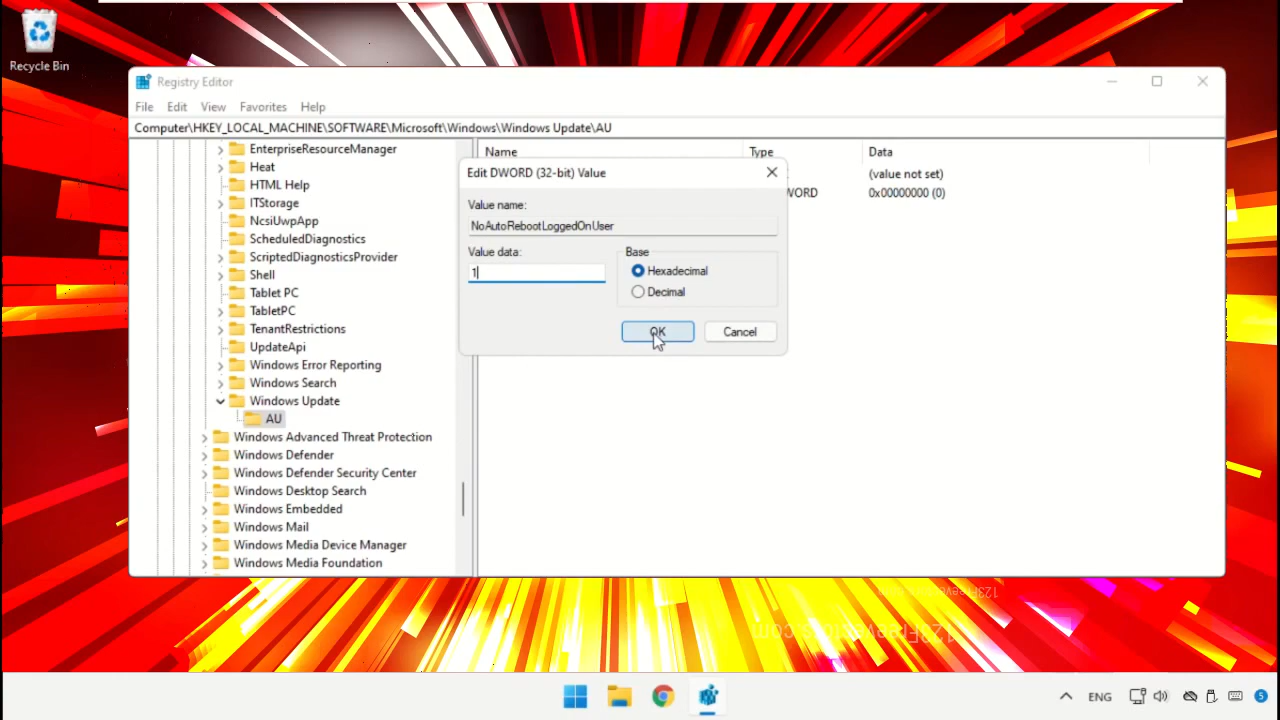 Recycle Bin
Registry Editor
File Edit View Favorites Help
Computer\HKEY_LOCAL_MACHINE\SOFTWARE\Microsoft\Windows\Windows Update\AU
EnterpriseResourceManager
Heat
HTML Help
ITStorage
NcsiUwpApp
ScheduledDiagnostics
ScriptedDiagnosticsProvider
Shell
Tablet PC
TabletPC
TenantRestrictions
UpdateApi
Windows Error Reporting
Windows Search
Windows Update
AU
Windows Advanced Threat Protection
Windows Defender
Windows Defender Security Center
Windows Desktop Search
Windows Embedded
Windows Mail
Windows Media Device Manager
Windows Media Foundation
Name Type Data
(value not set)
WORD 0x00000000 (0)
Edit DWORD (32-bit) Value
Value name:
NoAutoRebootLoggedOnUser
Value data:
1
Base
Hexadecimal
Decimal
OK Cancel
ENG
5